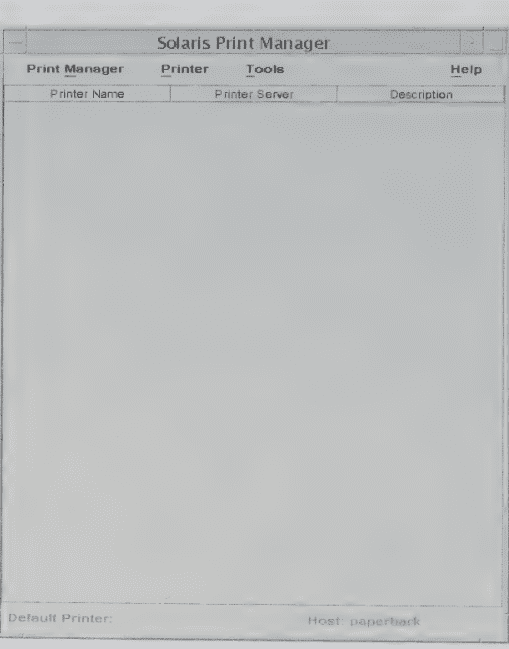 Solaris Print Manager
Print Manager Printer Tools Help
Printer Name Printer Server Description
Default Printer: Host: paperback